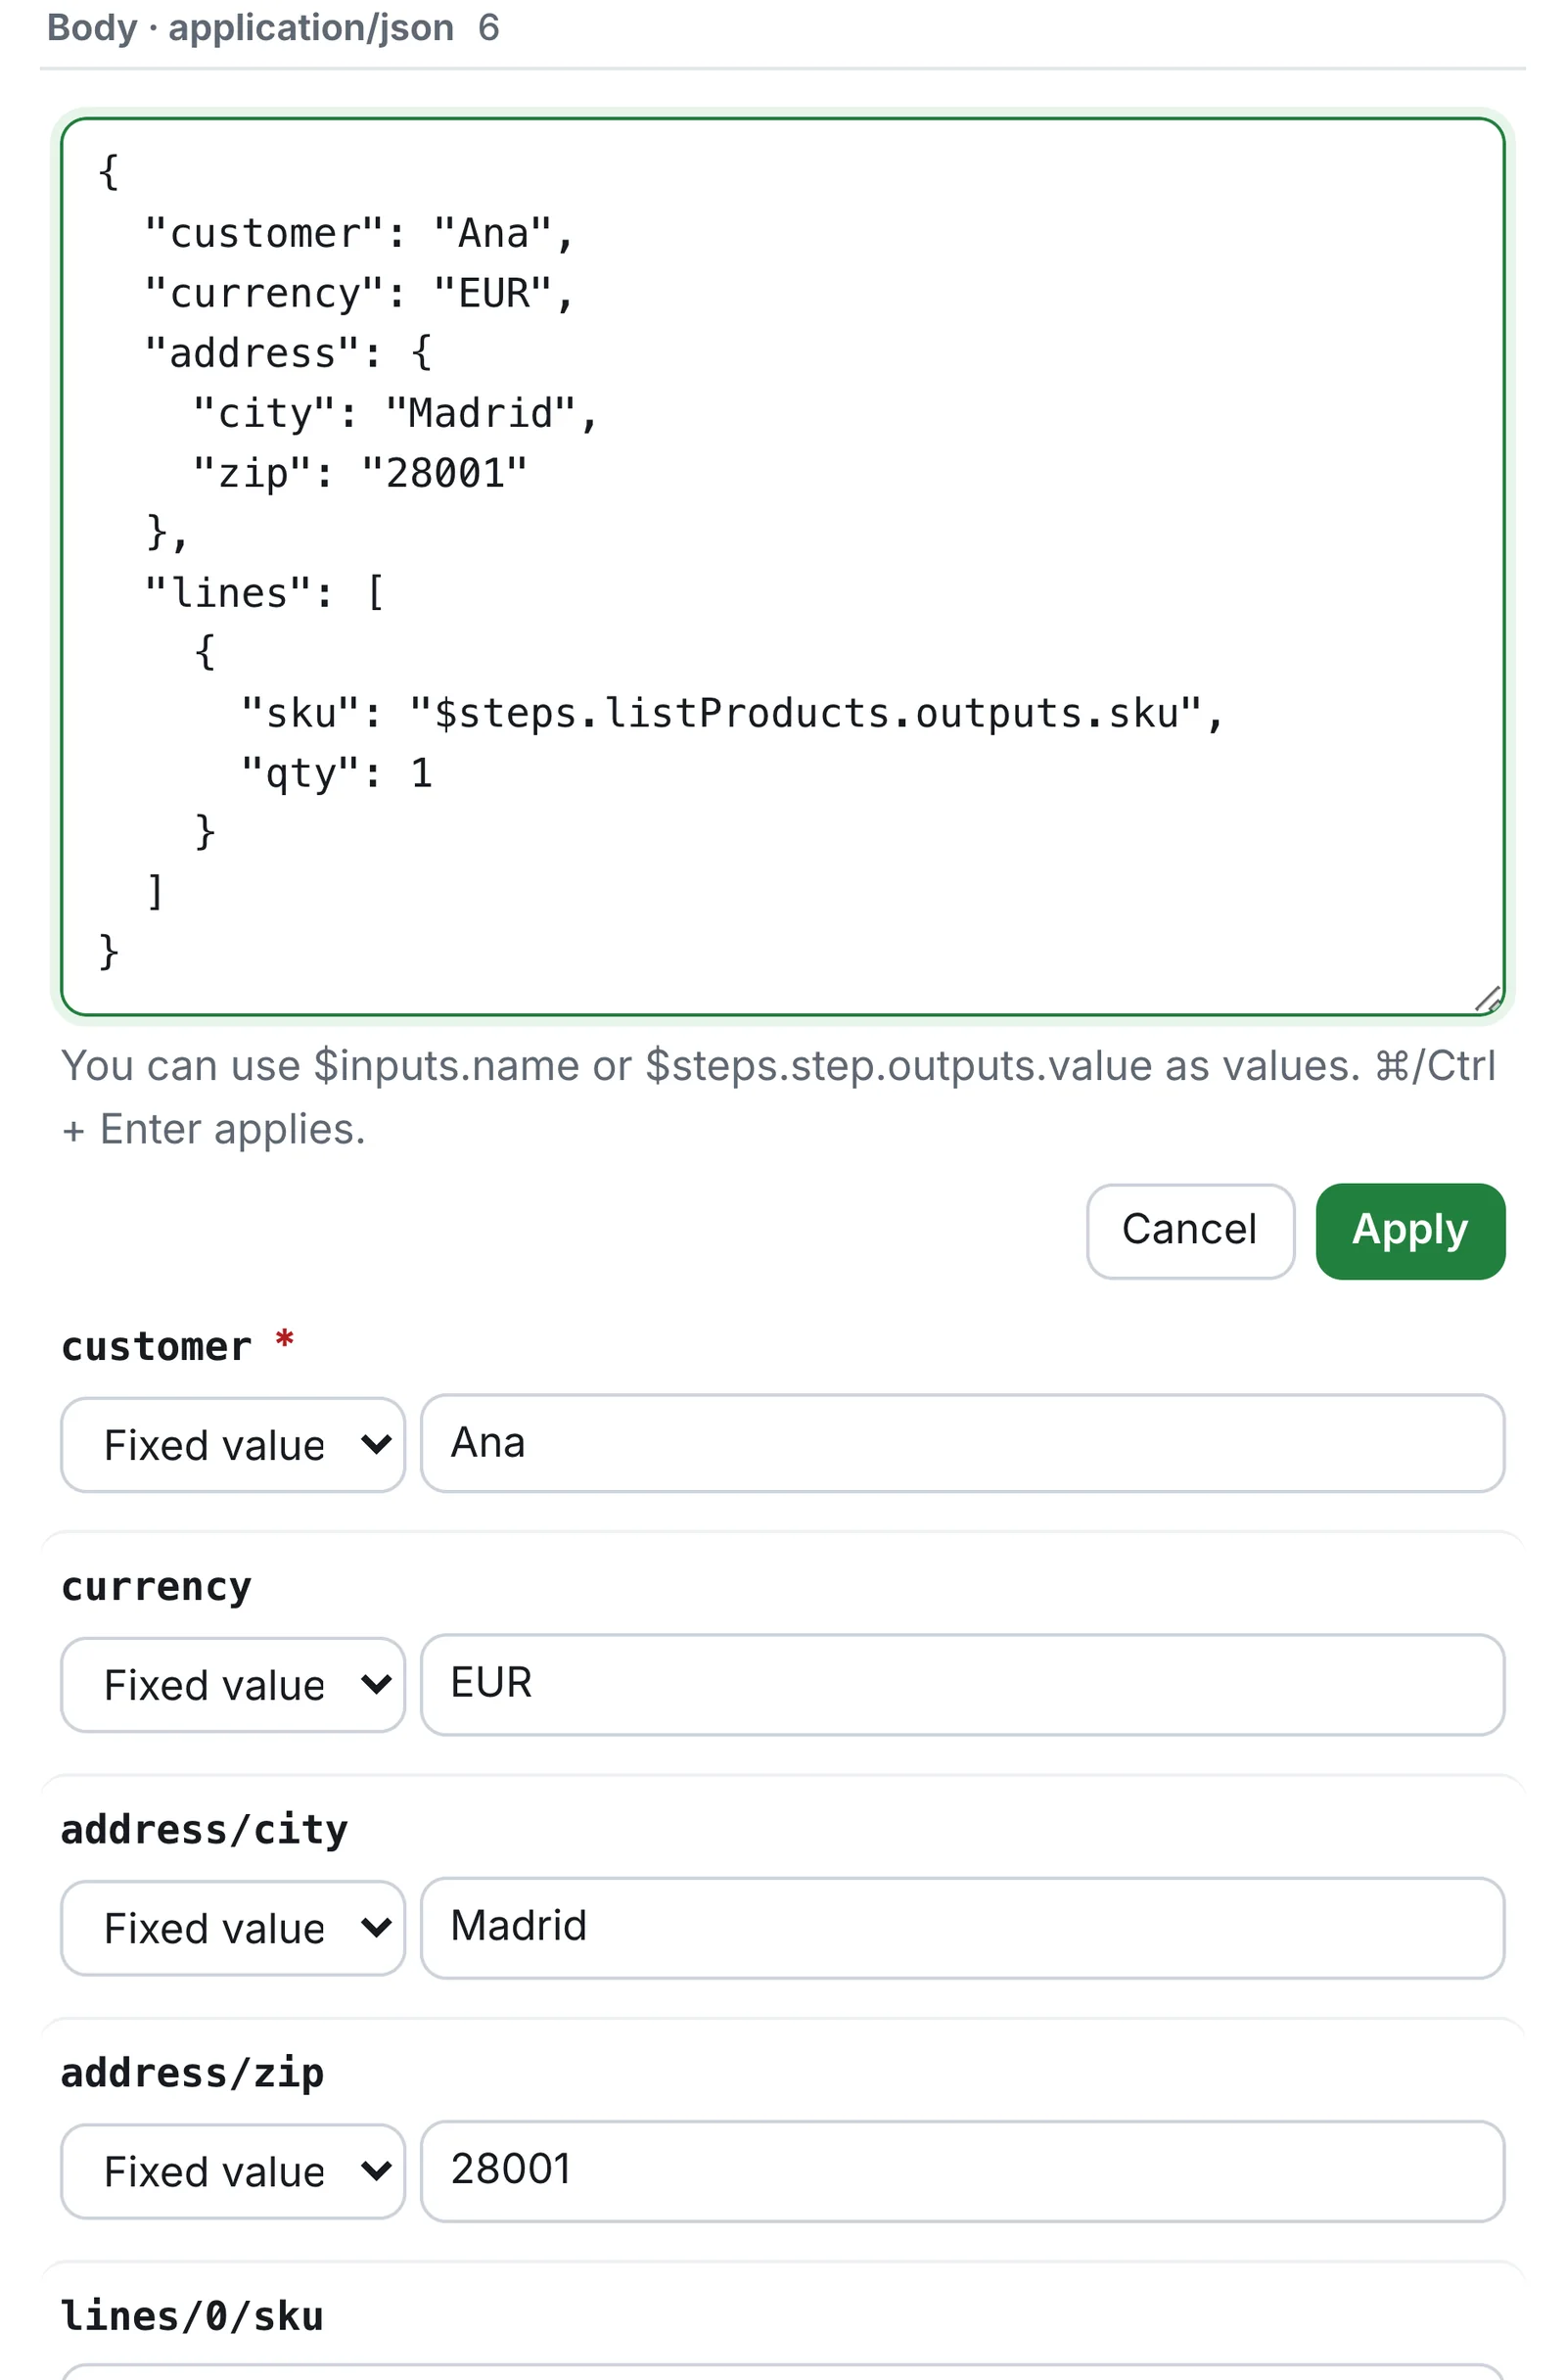 Body · application/json 6
{
  "customer": "Ana",
  "currency": "EUR",
  "address": {
    "city": "Madrid",
    "zip": "28001"
  },
  "lines": [
    {
      "sku": "$steps.listProducts.outputs.sku",
      "qty": 1
    }
  ]
}
You can use $inputs.name or $steps.step.outputs.value as values. ⌘/Ctrl
+ Enter applies.
Cancel Apply
customer *
Fixed value Ana
currency
Fixed value EUR
address/city
Fixed value Madrid
address/zip
Fixed value 28001
lines/0/sku